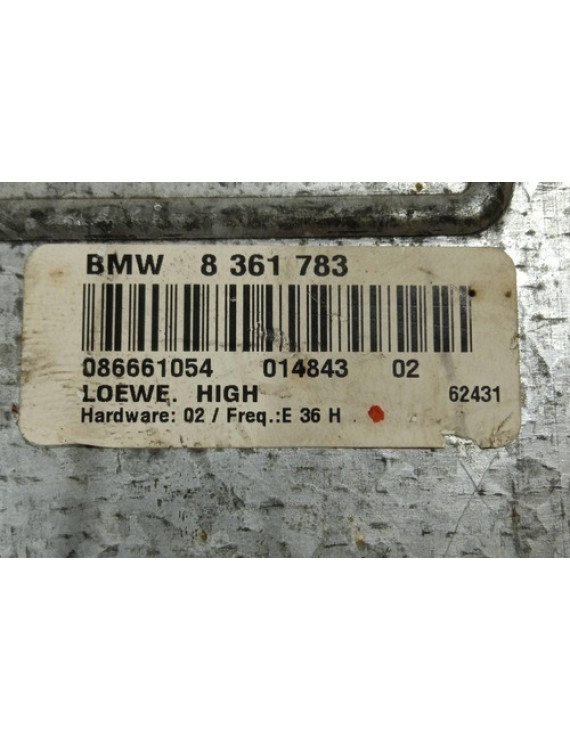 BMW 8 361 783
086661054 014843 02
LOEWE. HIGH 62431
Hardware: 02 / Freq.:E 36 H